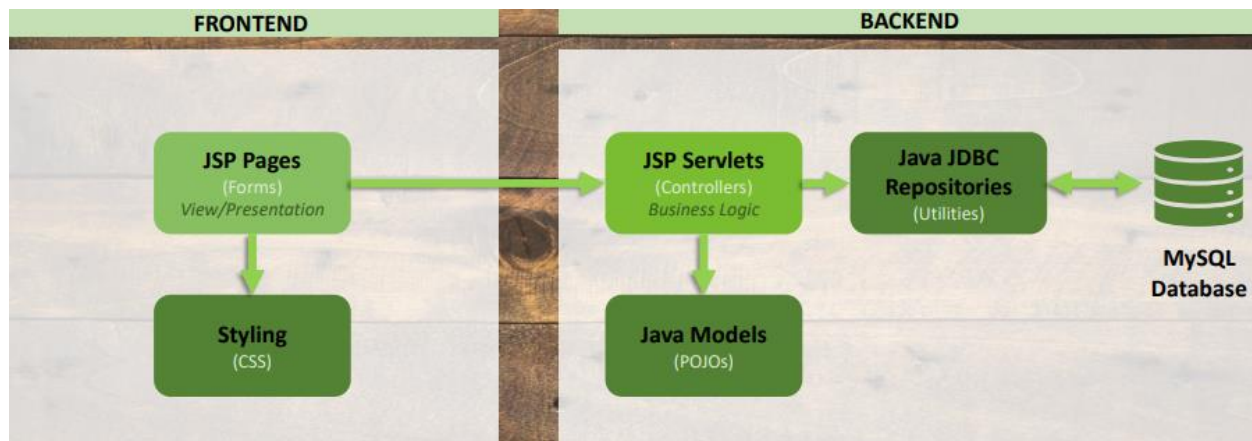 FRONTEND
BACKEND
JSP Pages
(Forms)
View/Presentation
JSP Servlets
(Controllers)
Business Logic
Java JDBC
Repositories
(Utilities)
MySQL
Database
Styling
(CSS)
Java Models
(POJOs)